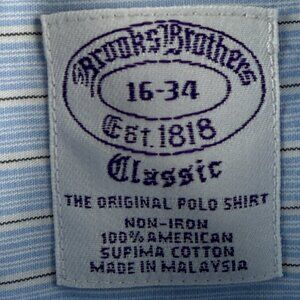 Brooks Brothers
16-34
Est. 1818
Classic
THE ORIGINAL POLO SHIRT
NON-IRON
100% AMERICAN
SUPIMA COTTON
MADE IN MALAYSIA